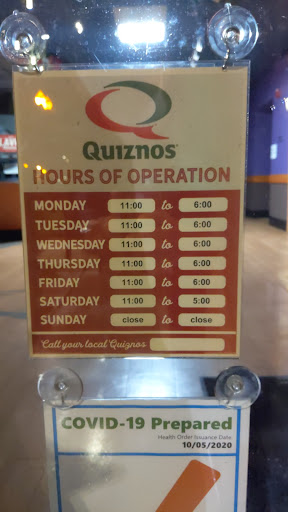 QUIZNOS
HOURS OF OPERATION
MONDAY 11:00 to 6:00
TUESDAY 11:00 to 6:00
WEDNESDAY 11:00 to 6:00
THURSDAY 11:00 to 6:00
FRIDAY 11:00 to 6:00
SATURDAY 11:00 to 5:00
SUNDAY close to close
Call your local Quiznos
COVID-19 Prepared
Health Order Issuance Date:
10/05/2020